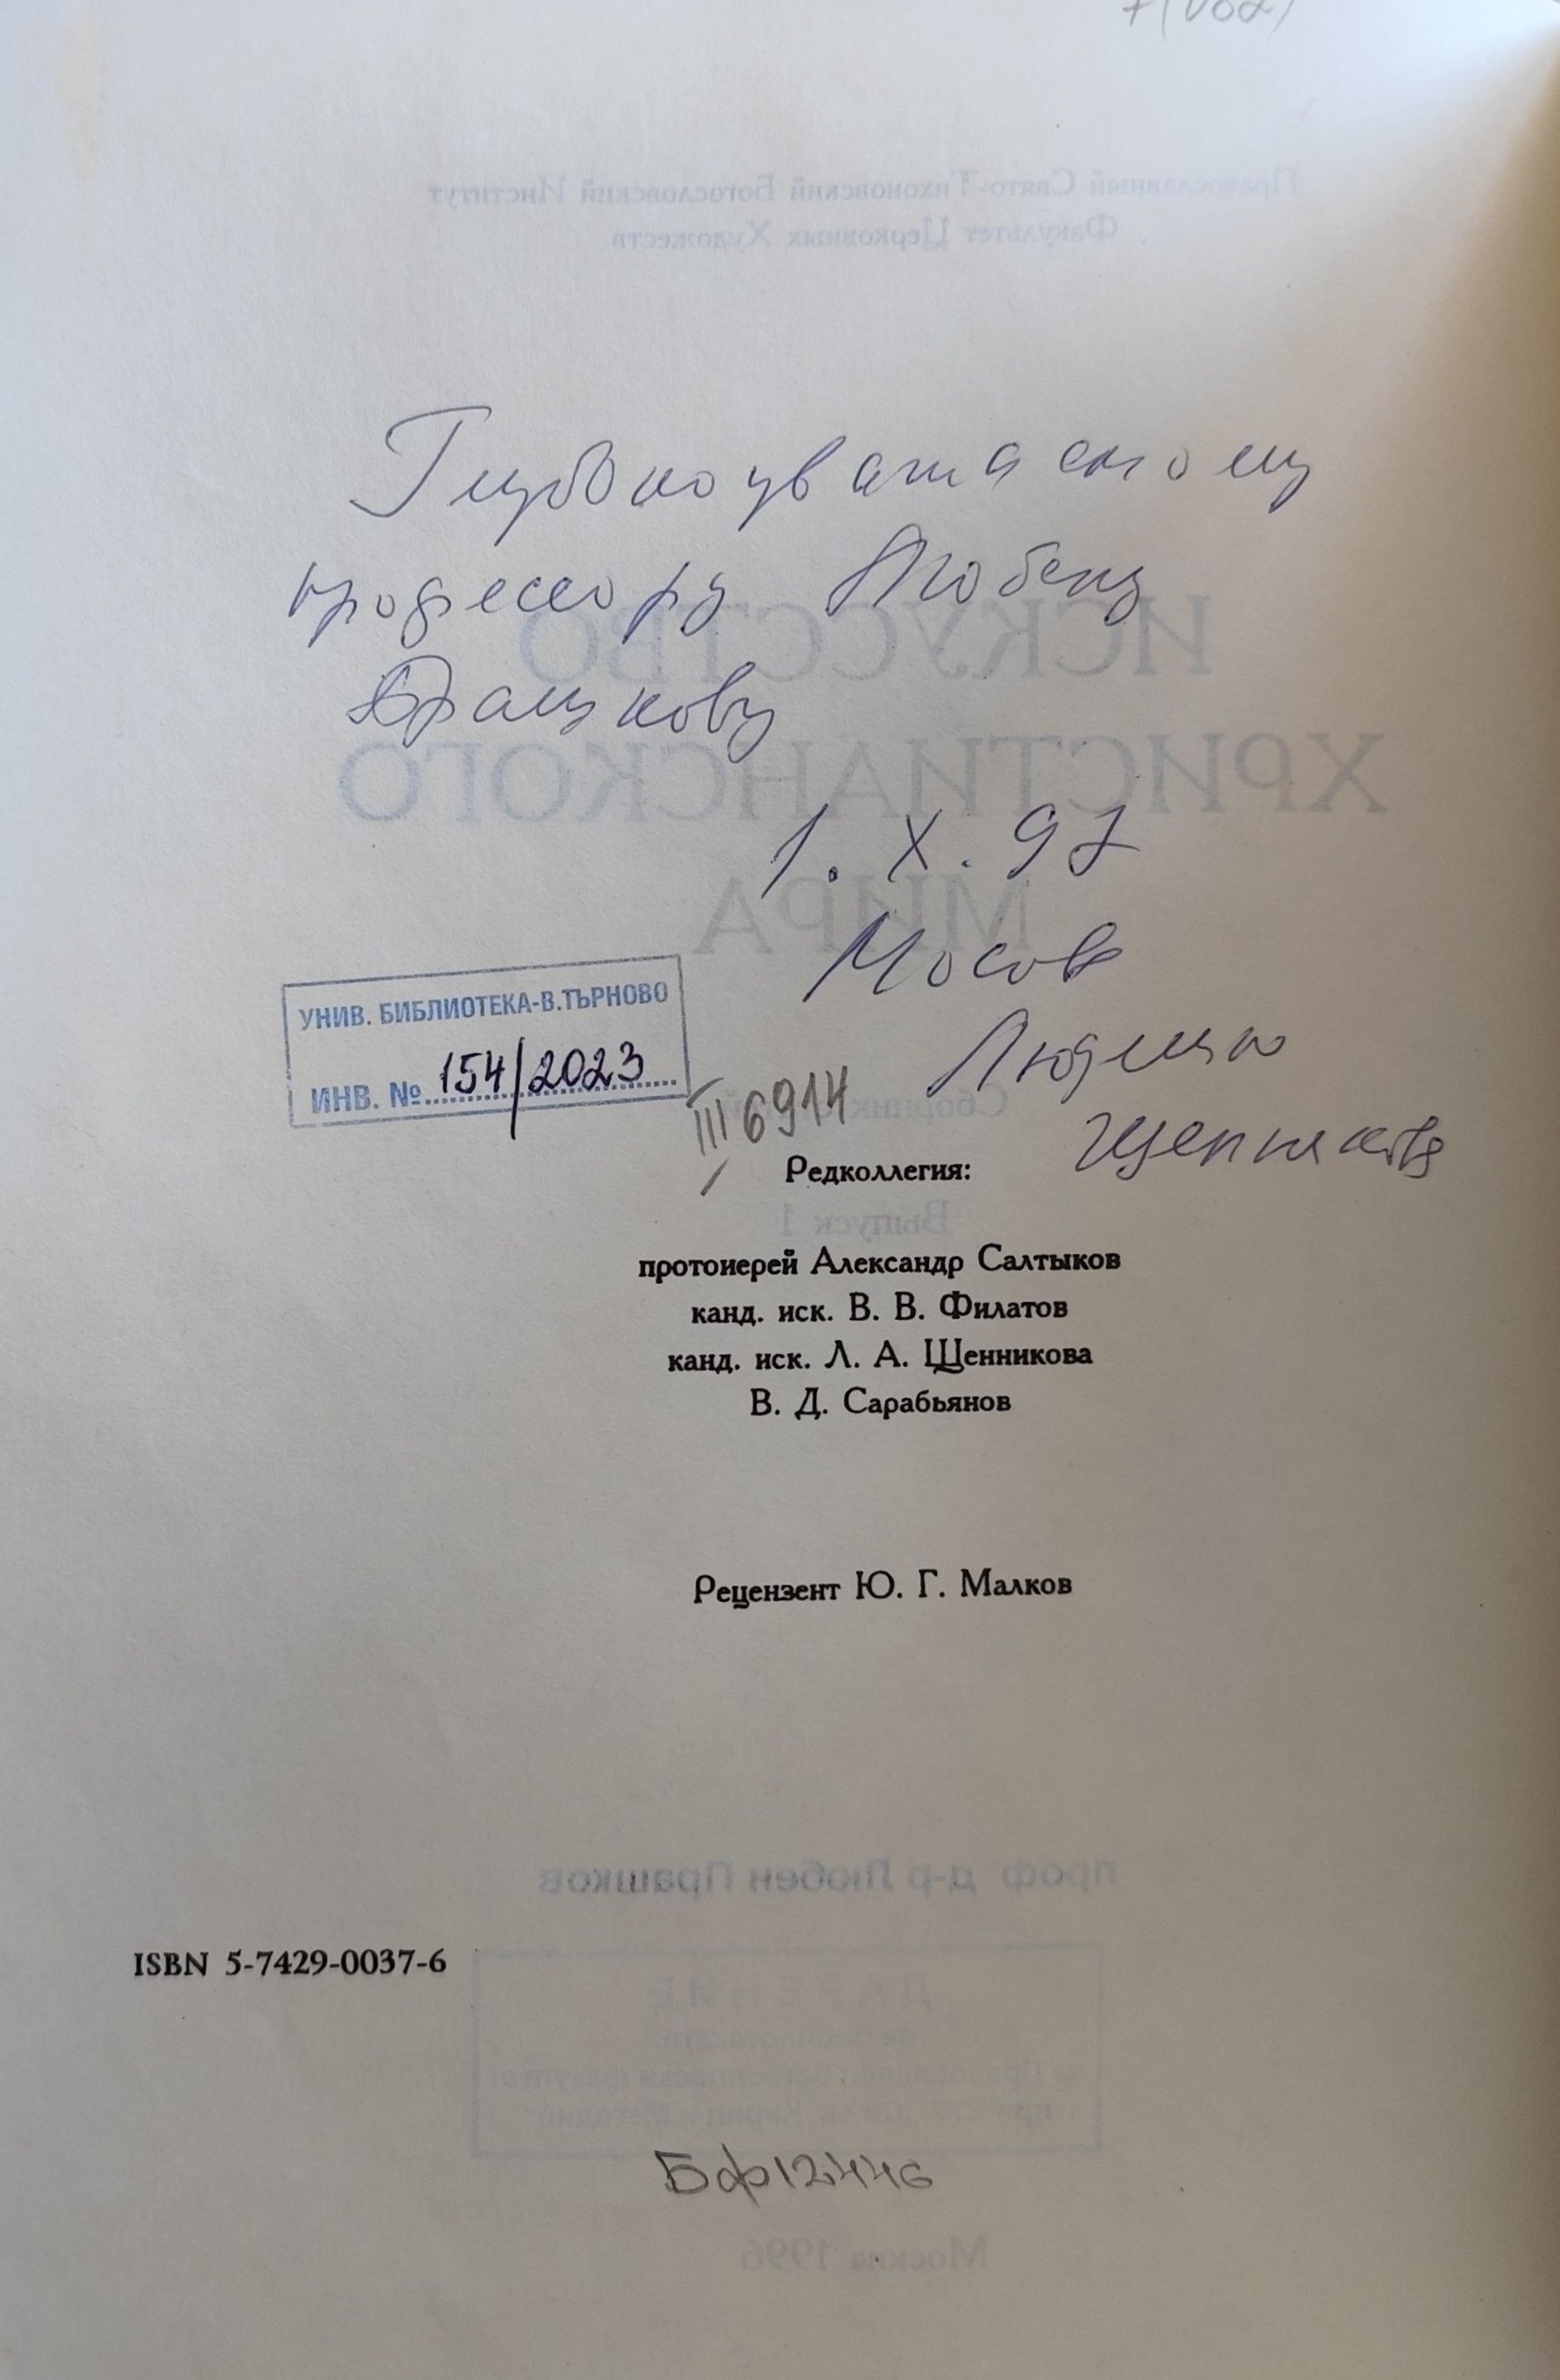 Глубокоуважаемому
профессору Любену
Прашкову
1. X. 97
Москва
Людмила
Щенникова
УНИВ. БИБЛИОТЕКА-В.ТЪРНОВО
ИНВ. № 154/2023
III 6914
Редколлегия:
протоиерей Александр Салтыков
канд. иск. В. В. Филатов
канд. иск. Л. А. Щенникова
В. Д. Сарабьянов
Рецензент Ю. Г. Малков
ISBN 5-7429-0037-6
Бф12446